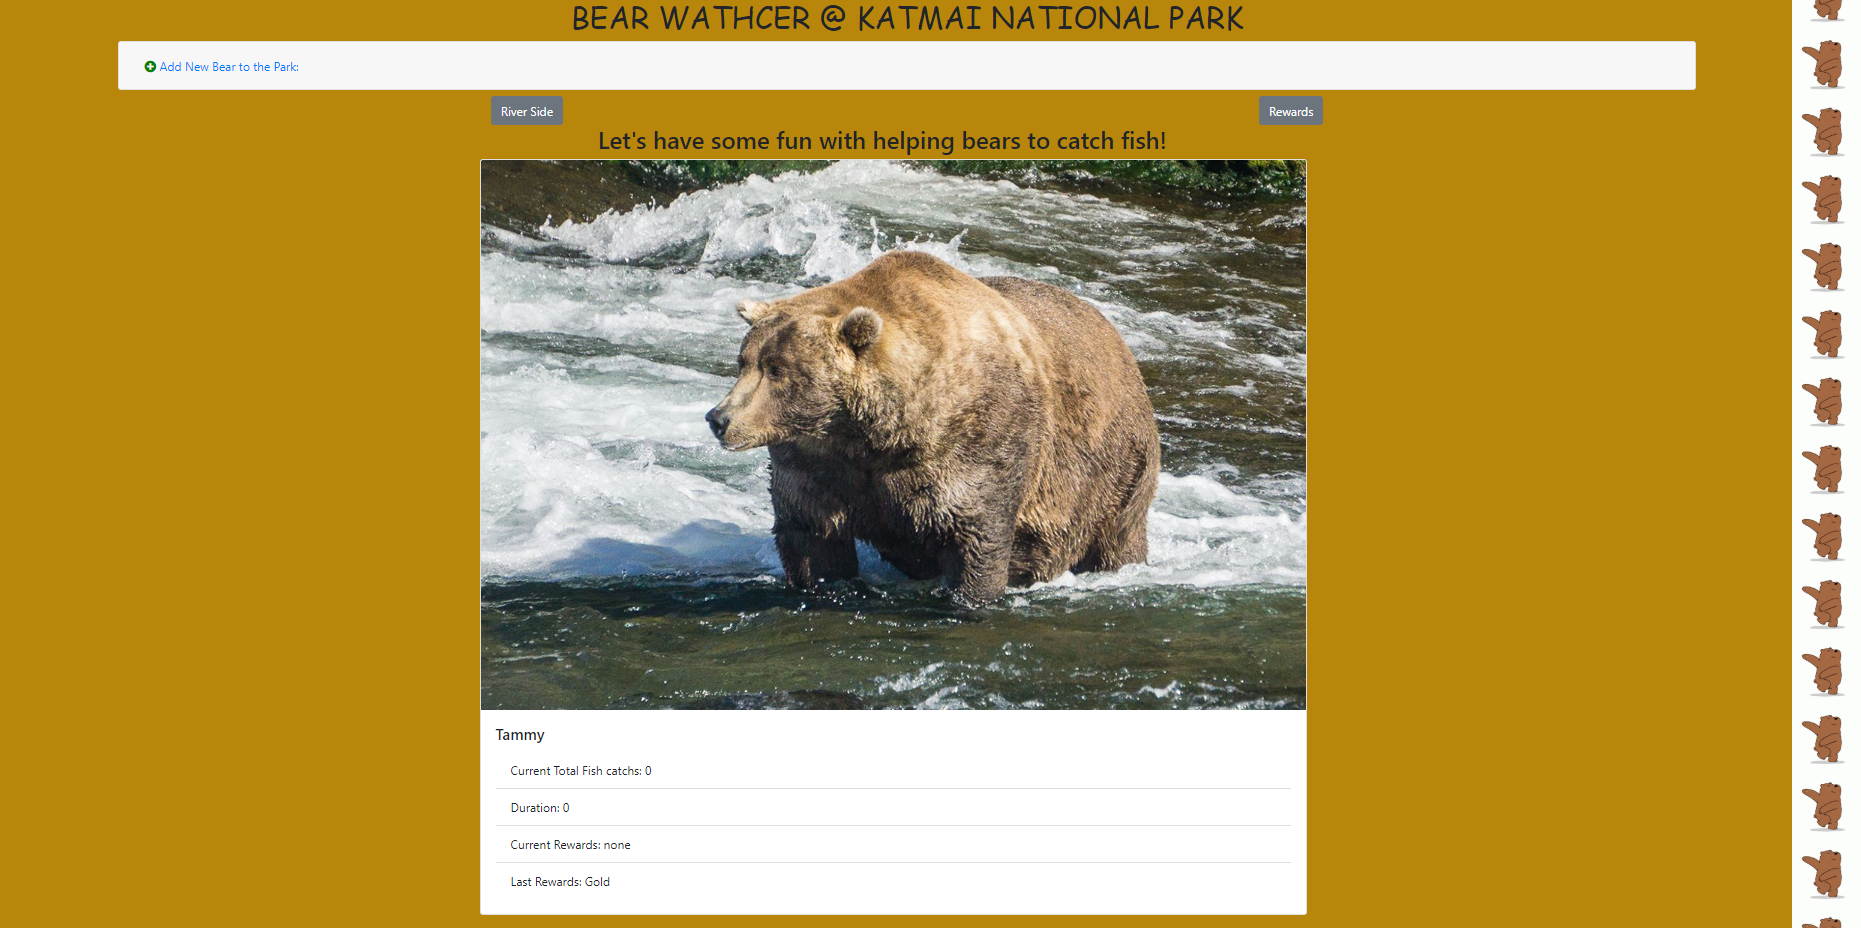 BEAR WATHCER @ KATMAI NATIONAL PARK
Add New Bear to the Park:
River Side
Rewards
Let's have some fun with helping bears to catch fish!
Tammy
Current Total Fish catchs: 0
Duration: 0
Current Rewards: none
Last Rewards: Gold